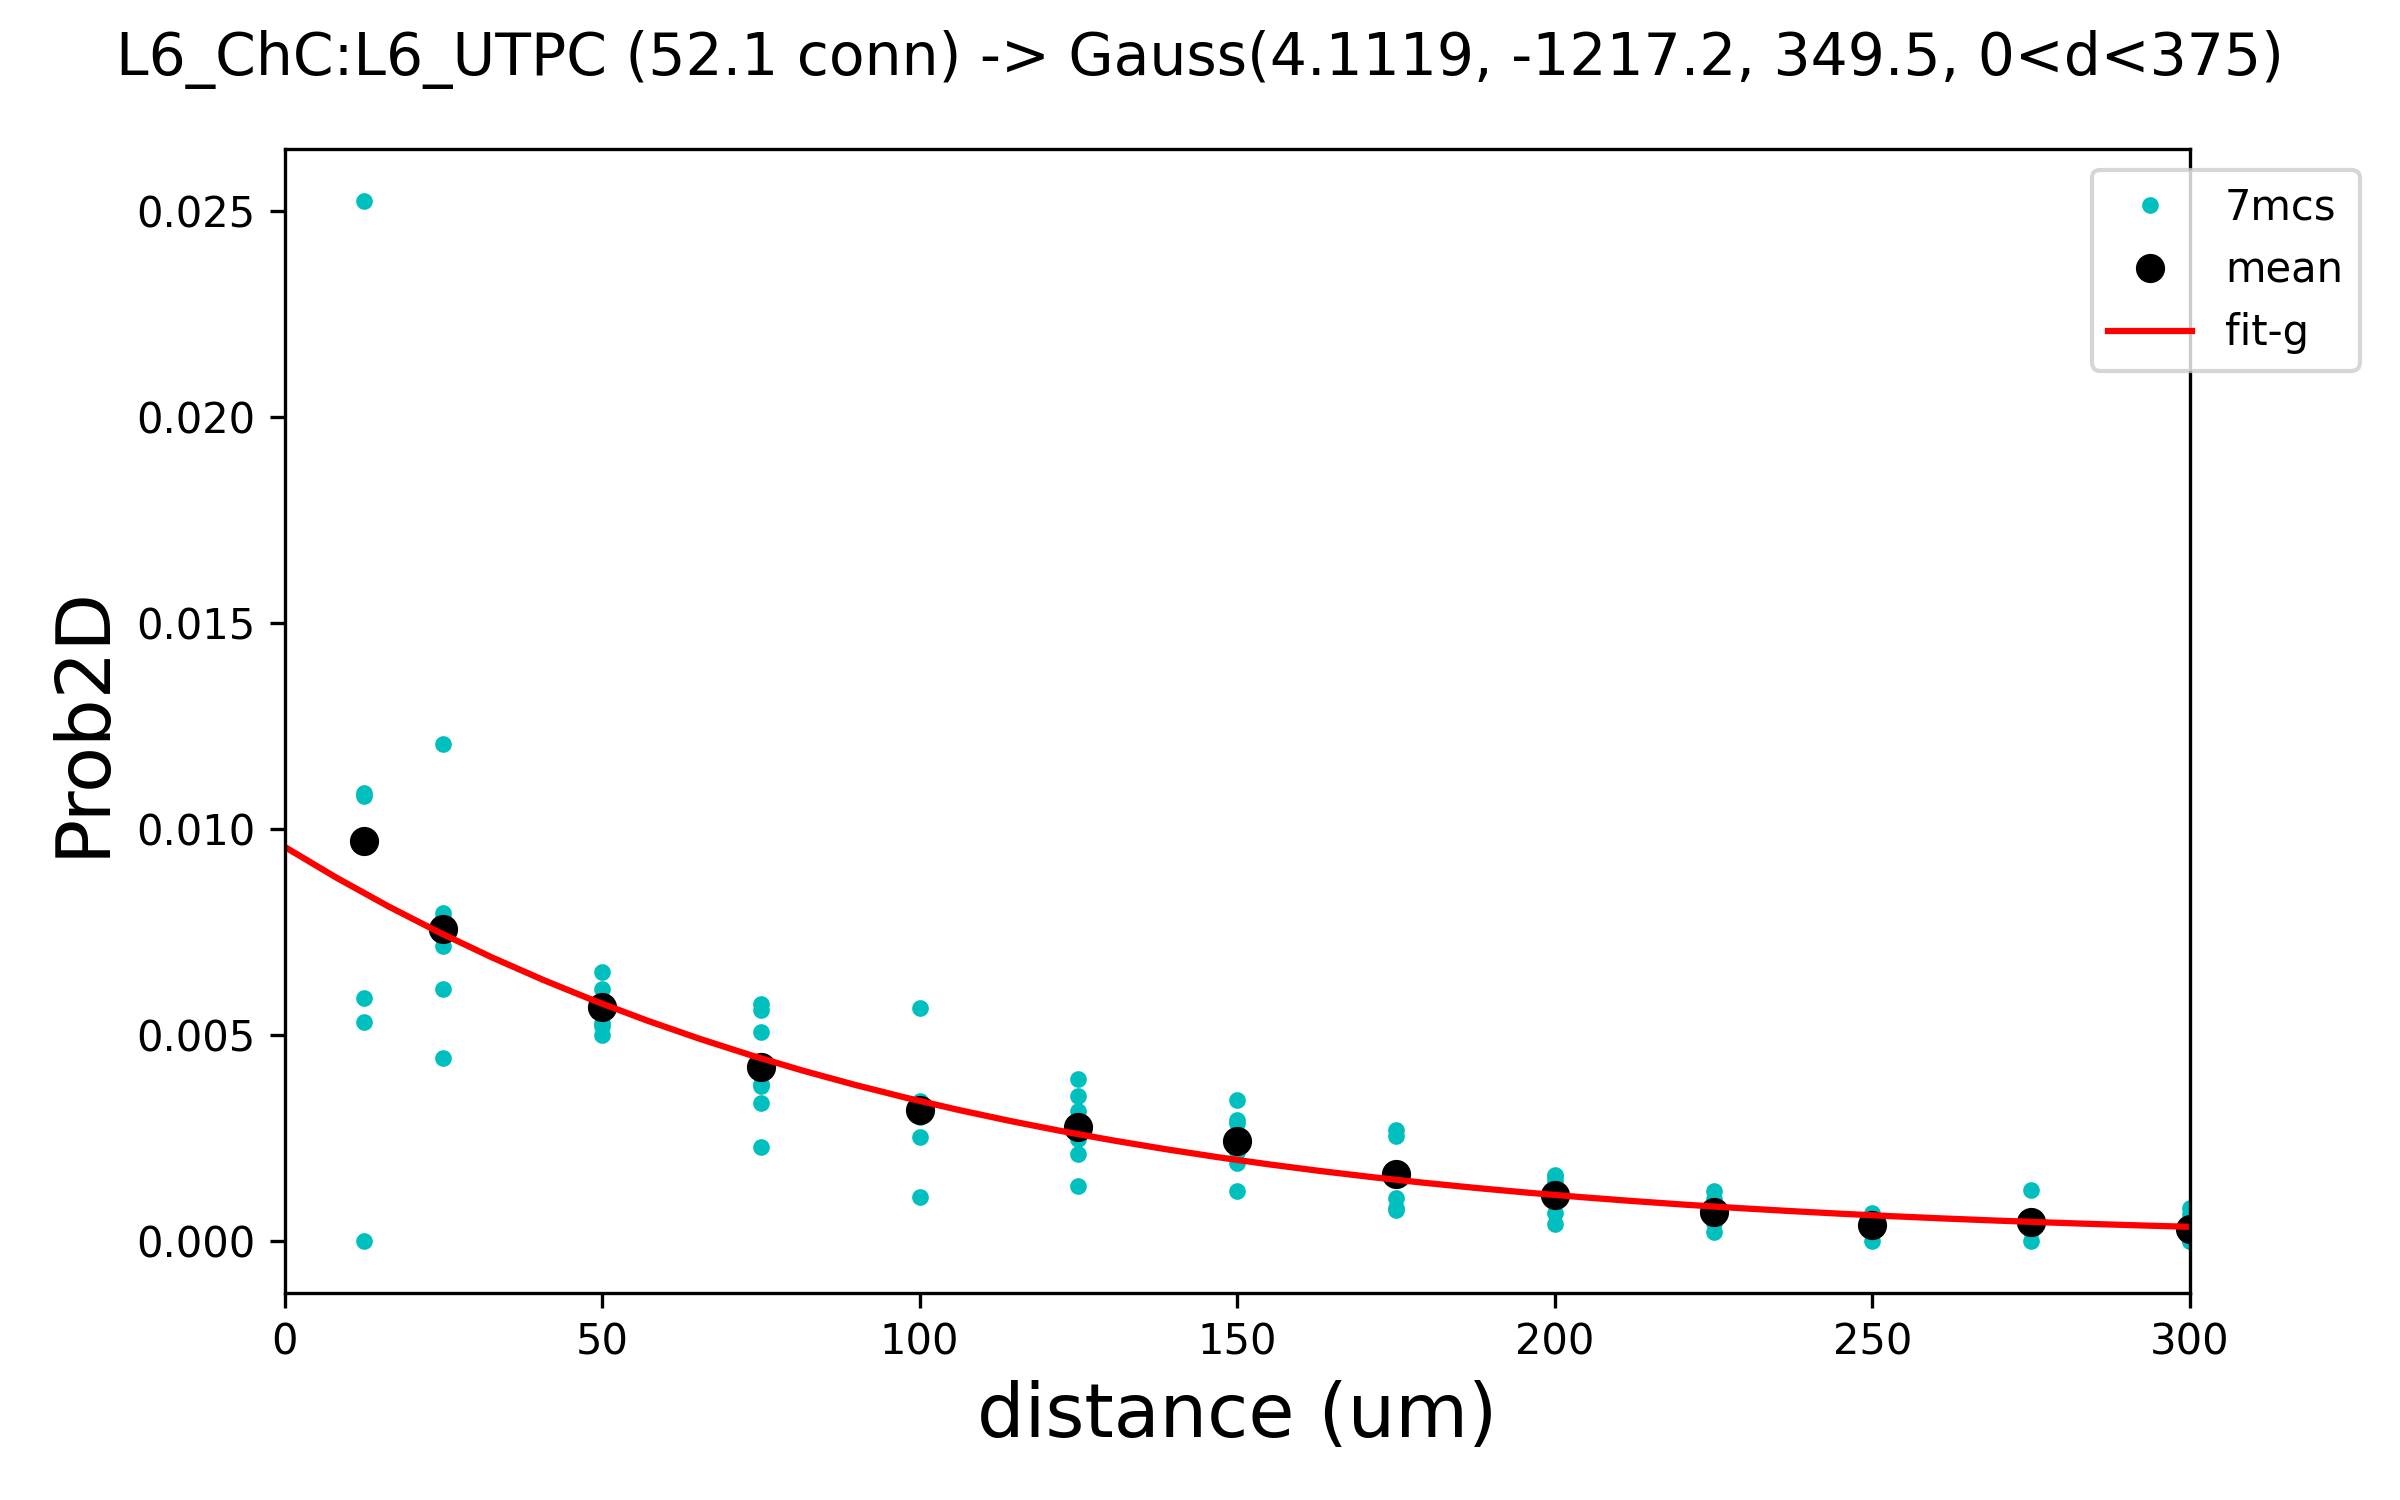 L6_ChC:L6_UTPC (52.1 conn) -> Gauss(4.1119, -1217.2, 349.5, 0<d<375)
7mcs
mean
fit-g
Prob2D
0.025
0.020
0.015
0.010
0.005
0.000
0 50 100 150 200 250 300
distance (um)